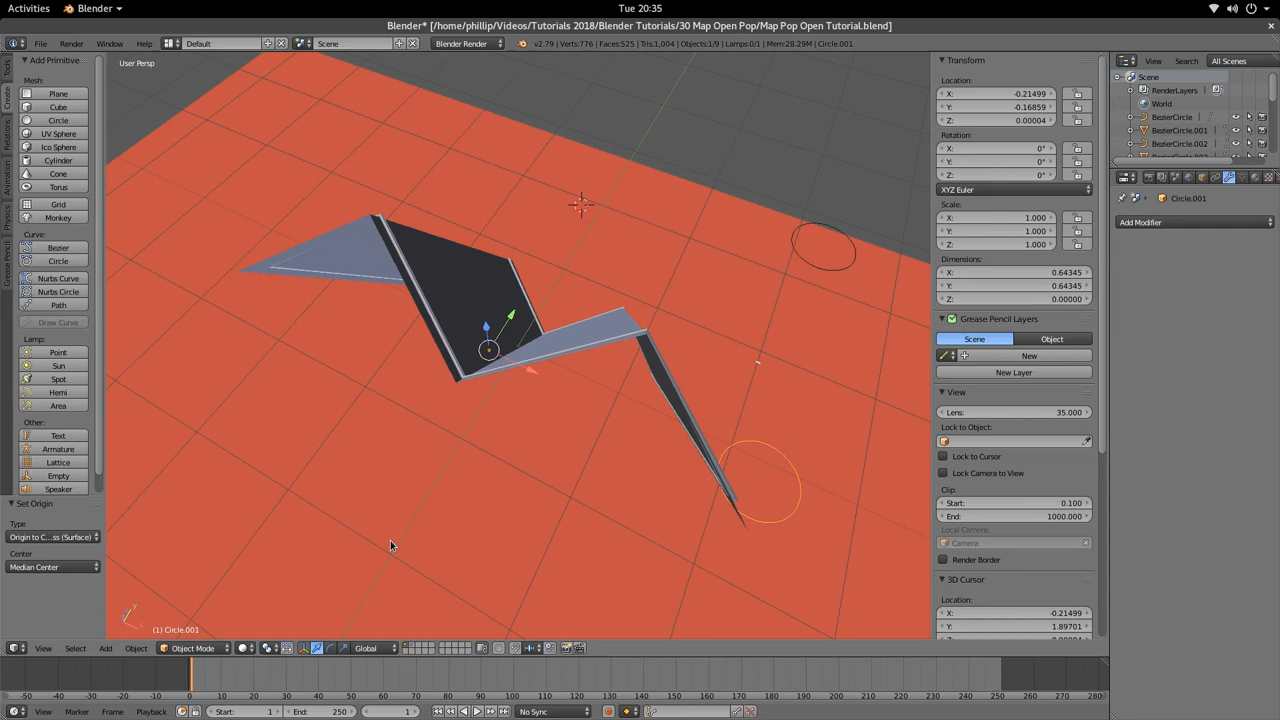 Activities Blender Tue 20:35
Blender* [/home/phillip/Videos/Tutorials 2018/Blender Tutorials/30 Map Open Pop/Map Pop Open Tutorial.blend]
File Render Window Help Default Scene Blender Render v2.79 | Verts:776 | Faces:525 | Tris:1,004 | Objects:1/9 | Lamps:0/1 | Mem:28.29M | Circle.001
Tools
Create
Relations
Animation
Physics
Grease Pencil
Add Primitive
Mesh:
Plane
Cube
Circle
UV Sphere
Ico Sphere
Cylinder
Cone
Torus
Grid
Monkey
Curve:
Bezier
Circle
Nurbs Curve
Nurbs Circle
Path
Draw Curve
Lamp:
Point
Sun
Spot
Hemi
Area
Other:
Text
Armature
Lattice
Empty
Speaker
Set Origin
Type
Origin to C...ss (Surface)
Center
Median Center
User Persp
(1) Circle.001
Transform
Location:
X: -0.21499
Y: -0.16859
Z: 0.00004
Rotation:
X: 0°
Y: 0°
Z: 0°
XYZ Euler
Scale:
X: 1.000
Y: 1.000
Z: 1.000
Dimensions:
X: 0.64345
Y: 0.64345
Z: 0.00000
Grease Pencil Layers
Scene Object
New
New Layer
View
Lens: 35.000
Lock to Object:
Lock to Cursor
Lock Camera to View
Clip:
Start: 0.100
End: 1000.000
Local Camera:
Camera
Render Border
3D Cursor
Location:
X: -0.21499
Y: 1.89701
View Search All Scenes
Scene
RenderLayers
World
BezierCircle
BezierCircle.001
BezierCircle.002
Circle.001
Add Modifier
View Select Add Object Object Mode Global
-50 -40 -30 -20 -10 0 10 20 30 40 50 60 70 80 90 100 110 120 130 140 150 160 170 180 190 200 210 220 230 240 250 260 270 280
View Marker Frame Playback Start: 1 End: 250 1 No Sync